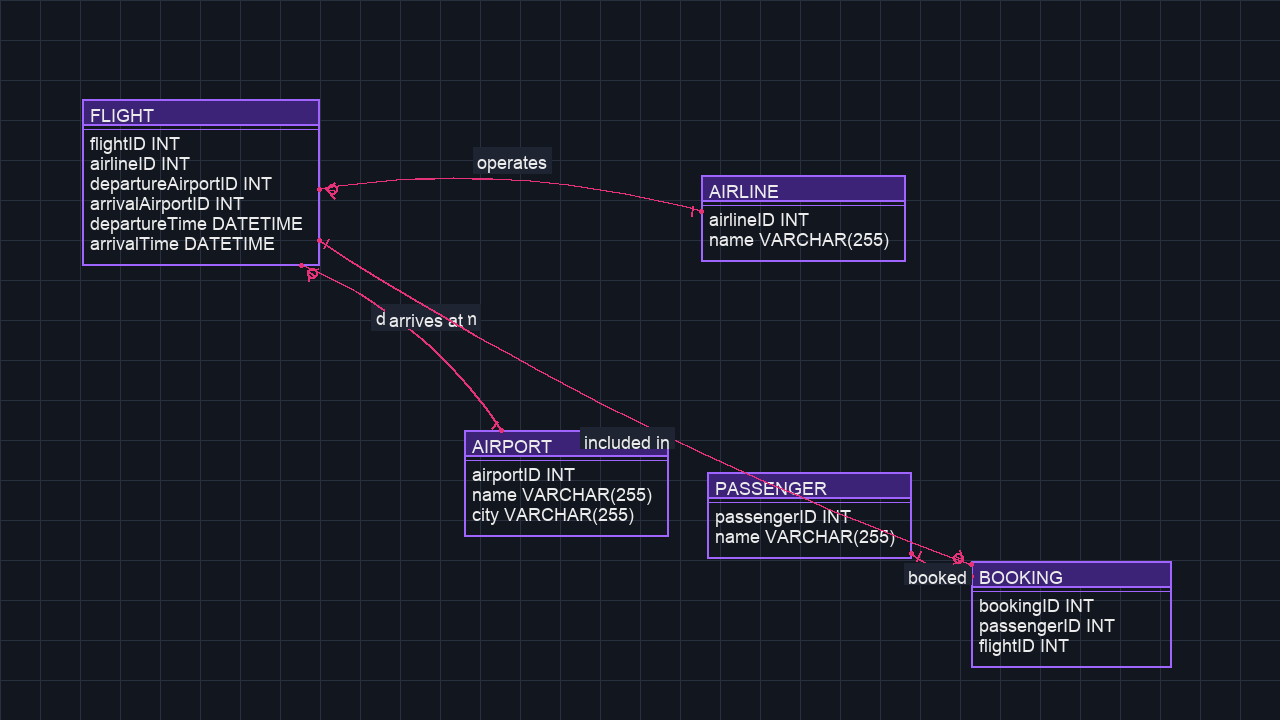 FLIGHT
flightID INT
airlineID INT
departureAirportID INT
arrivalAirportID INT
departureTime DATETIME
arrivalTime DATETIME
operates
AIRLINE
airlineID INT
name VARCHAR(255)
arrives at
AIRPORT
airportID INT
name VARCHAR(255)
city VARCHAR(255)
included in
PASSENGER
passengerID INT
name VARCHAR(255)
booked
BOOKING
bookingID INT
passengerID INT
flightID INT